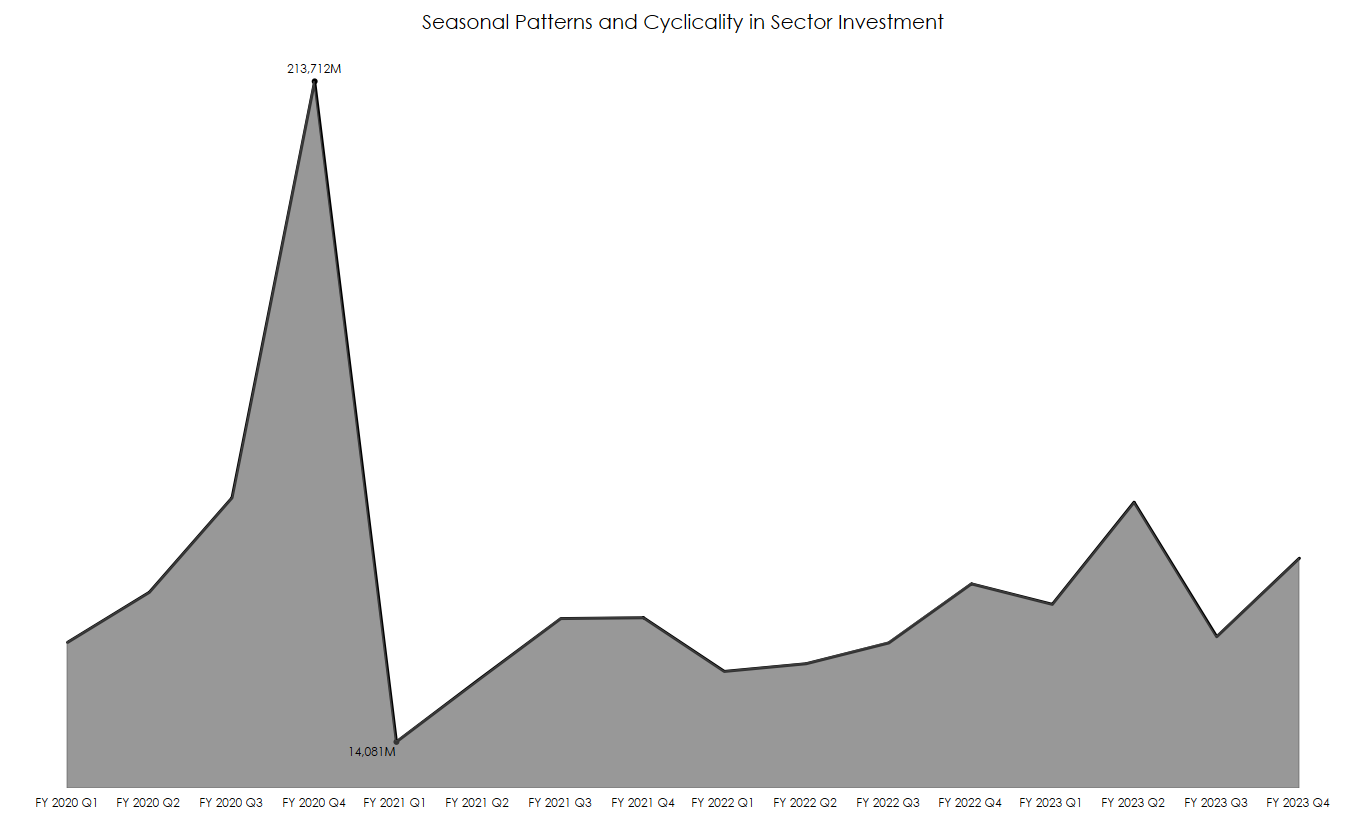 Seasonal Patterns and Cyclicality in Sector Investment
213,712M
14,081M
FY 2020 Q1 FY 2020 Q2 FY 2020 Q3 FY 2020 Q4 FY 2021 Q1 FY 2021 Q2 FY 2021 Q3 FY 2021 Q4 FY 2022 Q1 FY 2022 Q2 FY 2022 Q3 FY 2022 Q4 FY 2023 Q1 FY 2023 Q2 FY 2023 Q3 FY 2023 Q4